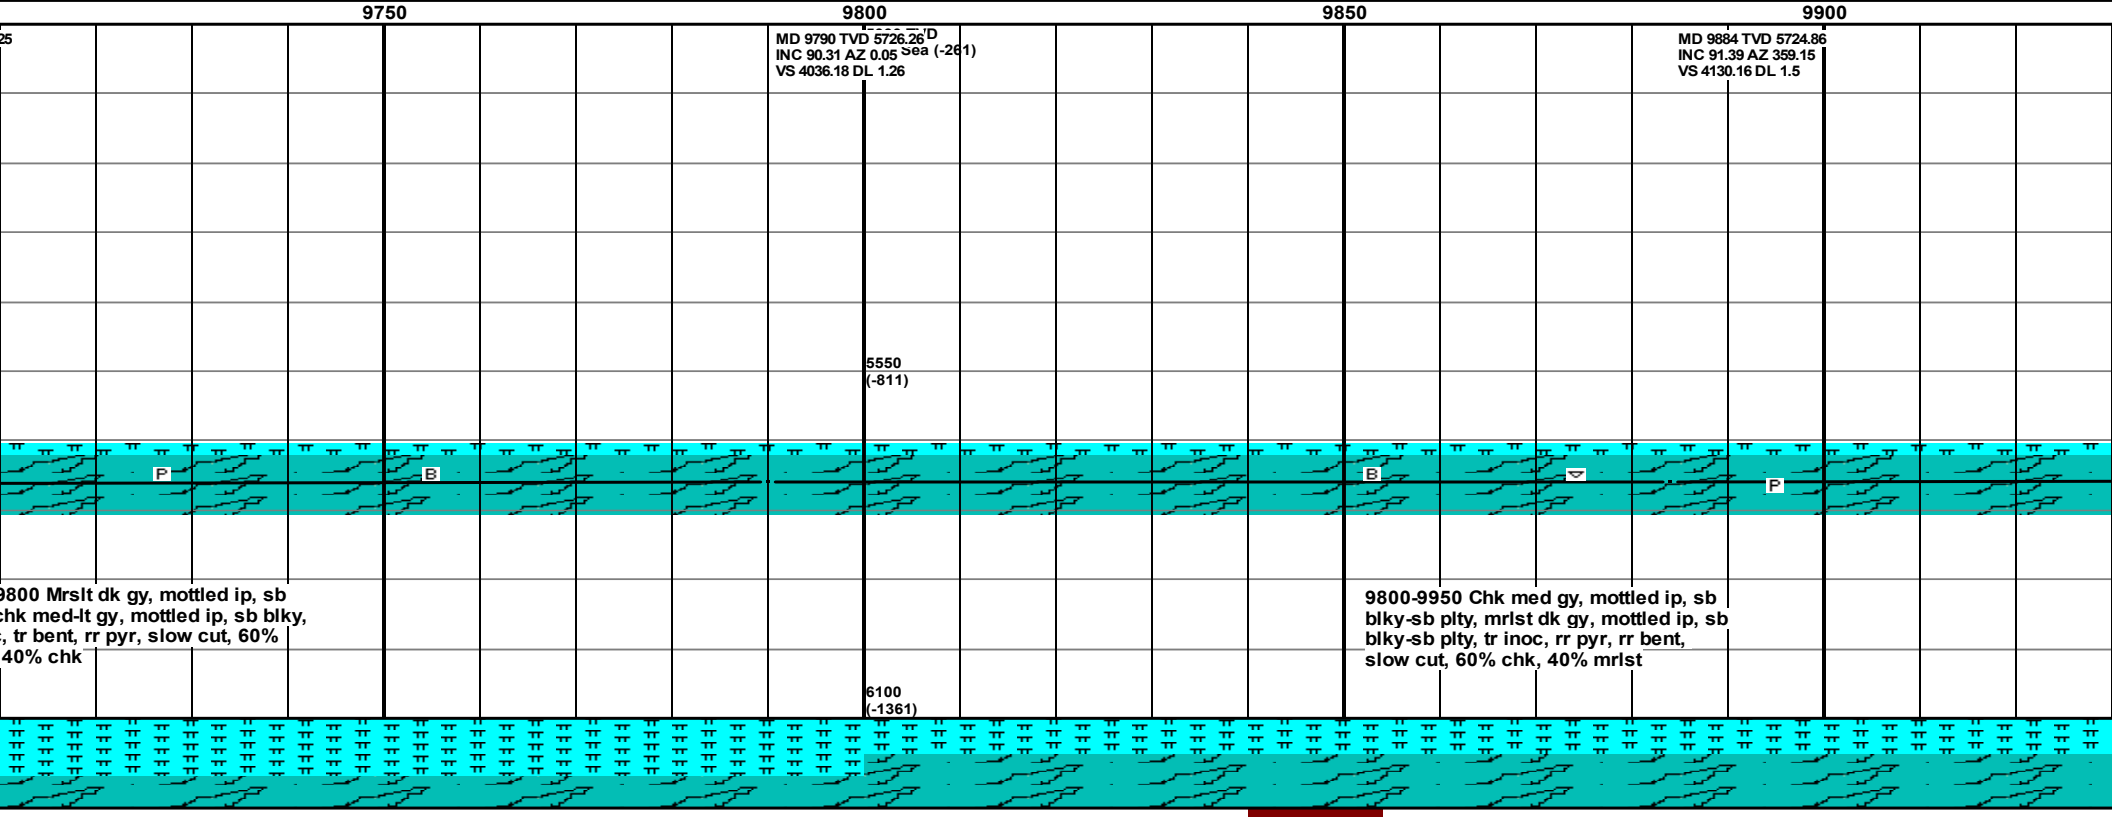 9750
9800
9850
9900
25
MD 9790 TVD 5726.26
INC 90.31 AZ 0.05
VS 4036.18 DL 1.26
TVD
Sea (-261)
MD 9884 TVD 5724.86
INC 91.39 AZ 359.15
VS 4130.16 DL 1.5
5550
(-811)
P
B
B
P
9800 Mrslt dk gy, mottled ip, sb
chk med-lt gy, mottled ip, sb blky,
, tr bent, rr pyr, slow cut, 60%
40% chk
9800-9950 Chk med gy, mottled ip, sb
blky-sb plty, mrlst dk gy, mottled ip, sb
blky-sb plty, tr inoc, rr pyr, rr bent,
slow cut, 60% chk, 40% mrlst
6100
(-1361)